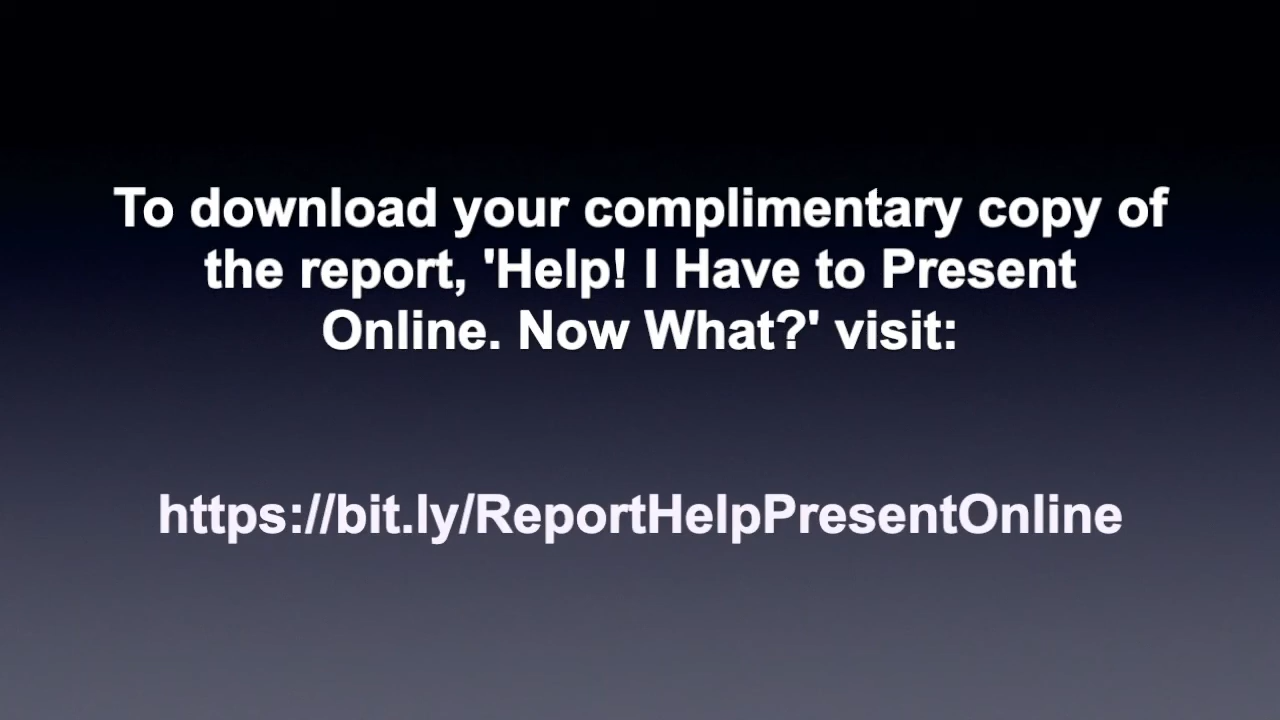 To download your complimentary copy of
the report, 'Help! I Have to Present
Online. Now What?' visit:
https://bit.ly/ReportHelpPresentOnline